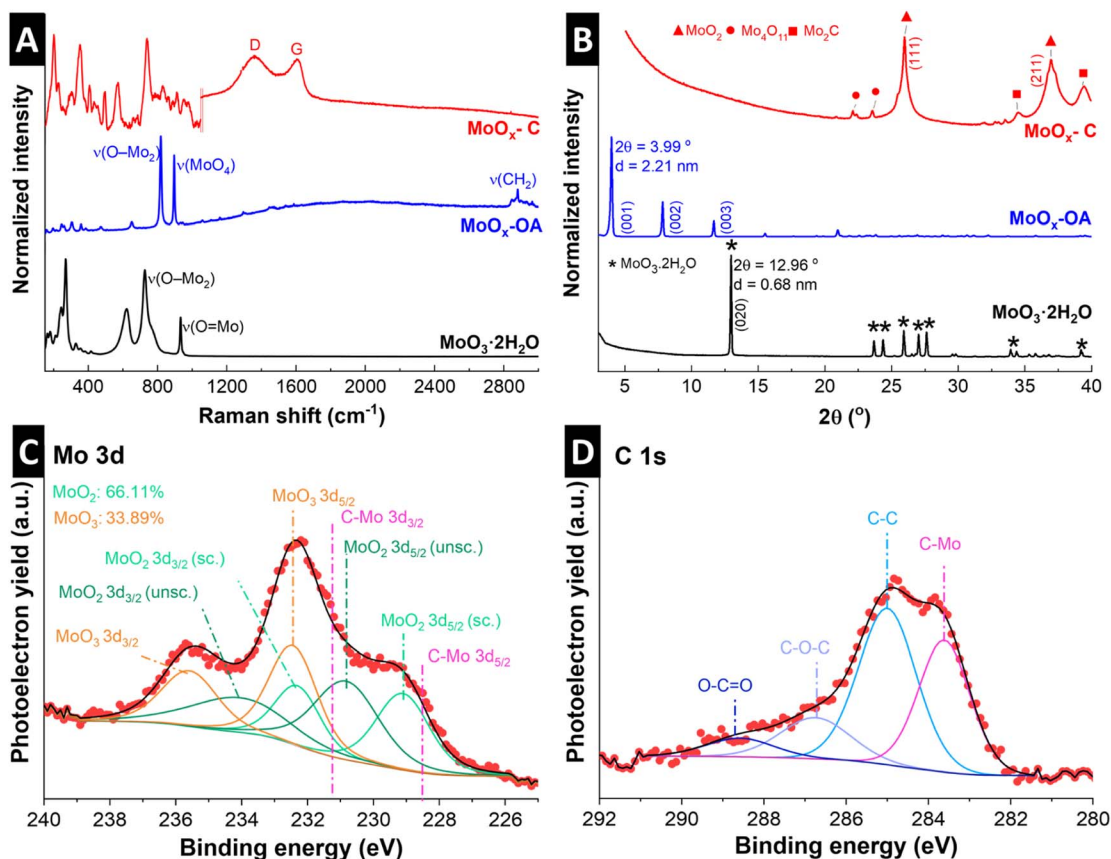 A
D
G
MoOₓ- C
ν(O–Mo₂)
ν(MoO₄)
ν(CH₂)
MoOₓ-OA
ν(O–Mo₂)
ν(O=Mo)
MoO₃·2H₂O
Normalized intensity
400 800 1200 1600 2000 2400 2800
Raman shift (cm⁻¹)
B
▲MoO₂ ● Mo₄O₁₁ ■ Mo₂C
(111)
(211)
MoOₓ- C
2θ = 3.99 º
d = 2.21 nm
(001)
(002)
(003)
MoOₓ-OA
* MoO₃.2H₂O
*
2θ = 12.96 º
d = 0.68 nm
(020)
MoO₃·2H₂O
** * ** * *
Normalized intensity
5 10 15 20 25 30 35 40
2θ (º)
C Mo 3d
MoO₂: 66.11%
MoO₃: 33.89%
MoO₃ 3d₅/₂
C-Mo 3d₃/₂
MoO₂ 3d₅/₂ (unsc.)
MoO₂ 3d₃/₂ (sc.)
MoO₂ 3d₃/₂ (unsc.)
MoO₃ 3d₃/₂
MoO₂ 3d₅/₂ (sc.)
C-Mo 3d₅/₂
Photoelectron yield (a.u.)
240 238 236 234 232 230 228 226
Binding energy (eV)
D C 1s
C-C
C-Mo
C-O-C
O-C=O
Photoelectron yield (a.u.)
292 290 288 286 284 282 280
Binding energy (eV)